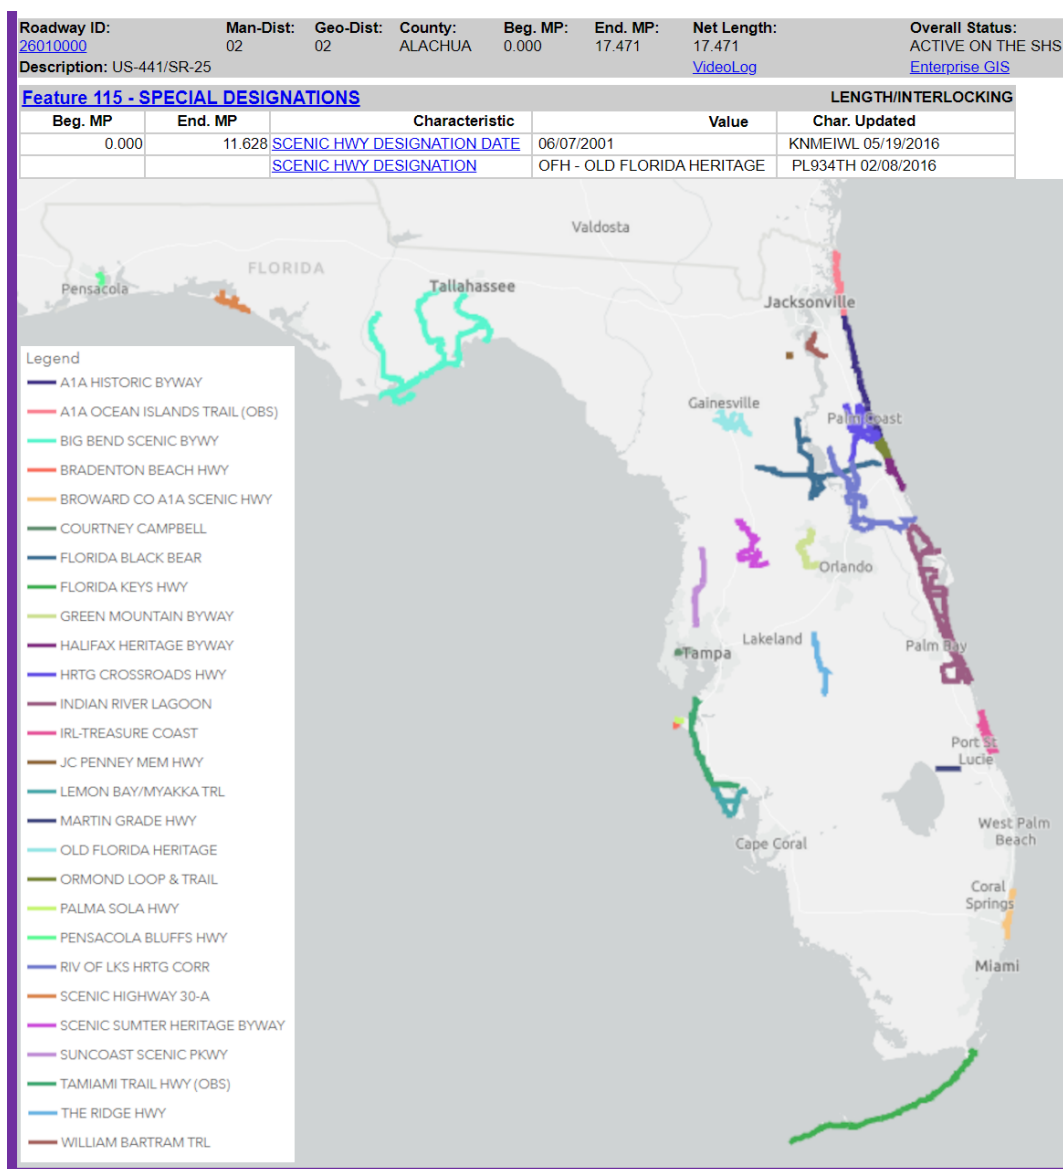 Roadway ID: Man-Dist: Geo-Dist: County: Beg. MP: End. MP: Net Length: Overall Status:
26010000 02 02 ALACHUA 0.000 17.471 17.471 ACTIVE ON THE SHS
Description: US-441/SR-25 VideoLog Enterprise GIS
Feature 115 - SPECIAL DESIGNATIONS LENGTH/INTERLOCKING
Beg. MP End. MP Characteristic Value Char. Updated
0.000 11.628 SCENIC HWY DESIGNATION DATE 06/07/2001 KNMEIWL 05/19/2016
SCENIC HWY DESIGNATION OFH - OLD FLORIDA HERITAGE PL934TH 02/08/2016
Valdosta
FLORIDA
Pensacola
Tallahassee
Jacksonville
Gainesville
Palm Coast
Orlando
Lakeland
Tampa
Palm Bay
Port St
Lucie
West Palm
Beach
Cape Coral
Coral
Springs
Miami
Legend
A1A HISTORIC BYWAY
A1A OCEAN ISLANDS TRAIL (OBS)
BIG BEND SCENIC BYWY
BRADENTON BEACH HWY
BROWARD CO A1A SCENIC HWY
COURTNEY CAMPBELL
FLORIDA BLACK BEAR
FLORIDA KEYS HWY
GREEN MOUNTAIN BYWAY
HALIFAX HERITAGE BYWAY
HRTG CROSSROADS HWY
INDIAN RIVER LAGOON
IRL-TREASURE COAST
JC PENNEY MEM HWY
LEMON BAY/MYAKKA TRL
MARTIN GRADE HWY
OLD FLORIDA HERITAGE
ORMOND LOOP & TRAIL
PALMA SOLA HWY
PENSACOLA BLUFFS HWY
RIV OF LKS HRTG CORR
SCENIC HIGHWAY 30-A
SCENIC SUMTER HERITAGE BYWAY
SUNCOAST SCENIC PKWY
TAMIAMI TRAIL HWY (OBS)
THE RIDGE HWY
WILLIAM BARTRAM TRL